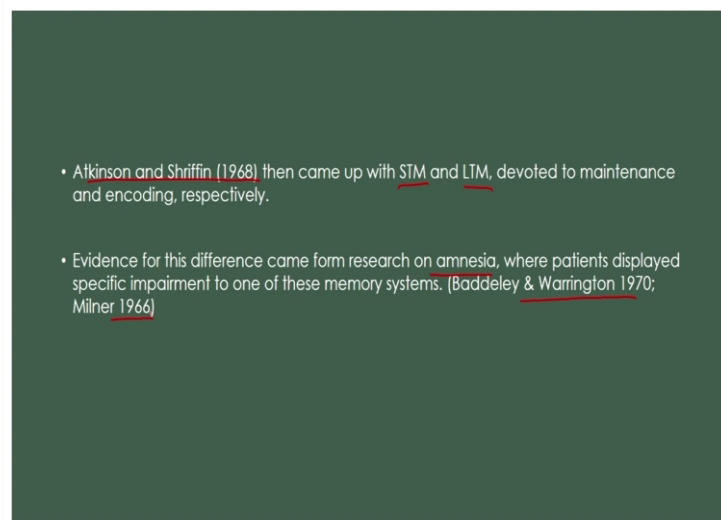 • Atkinson and Shriffin (1968) then came up with STM and LTM, devoted to maintenance
and encoding, respectively.
• Evidence for this difference came form research on amnesia, where patients displayed
specific impairment to one of these memory systems. (Baddeley & Warrington 1970;
Milner 1966)